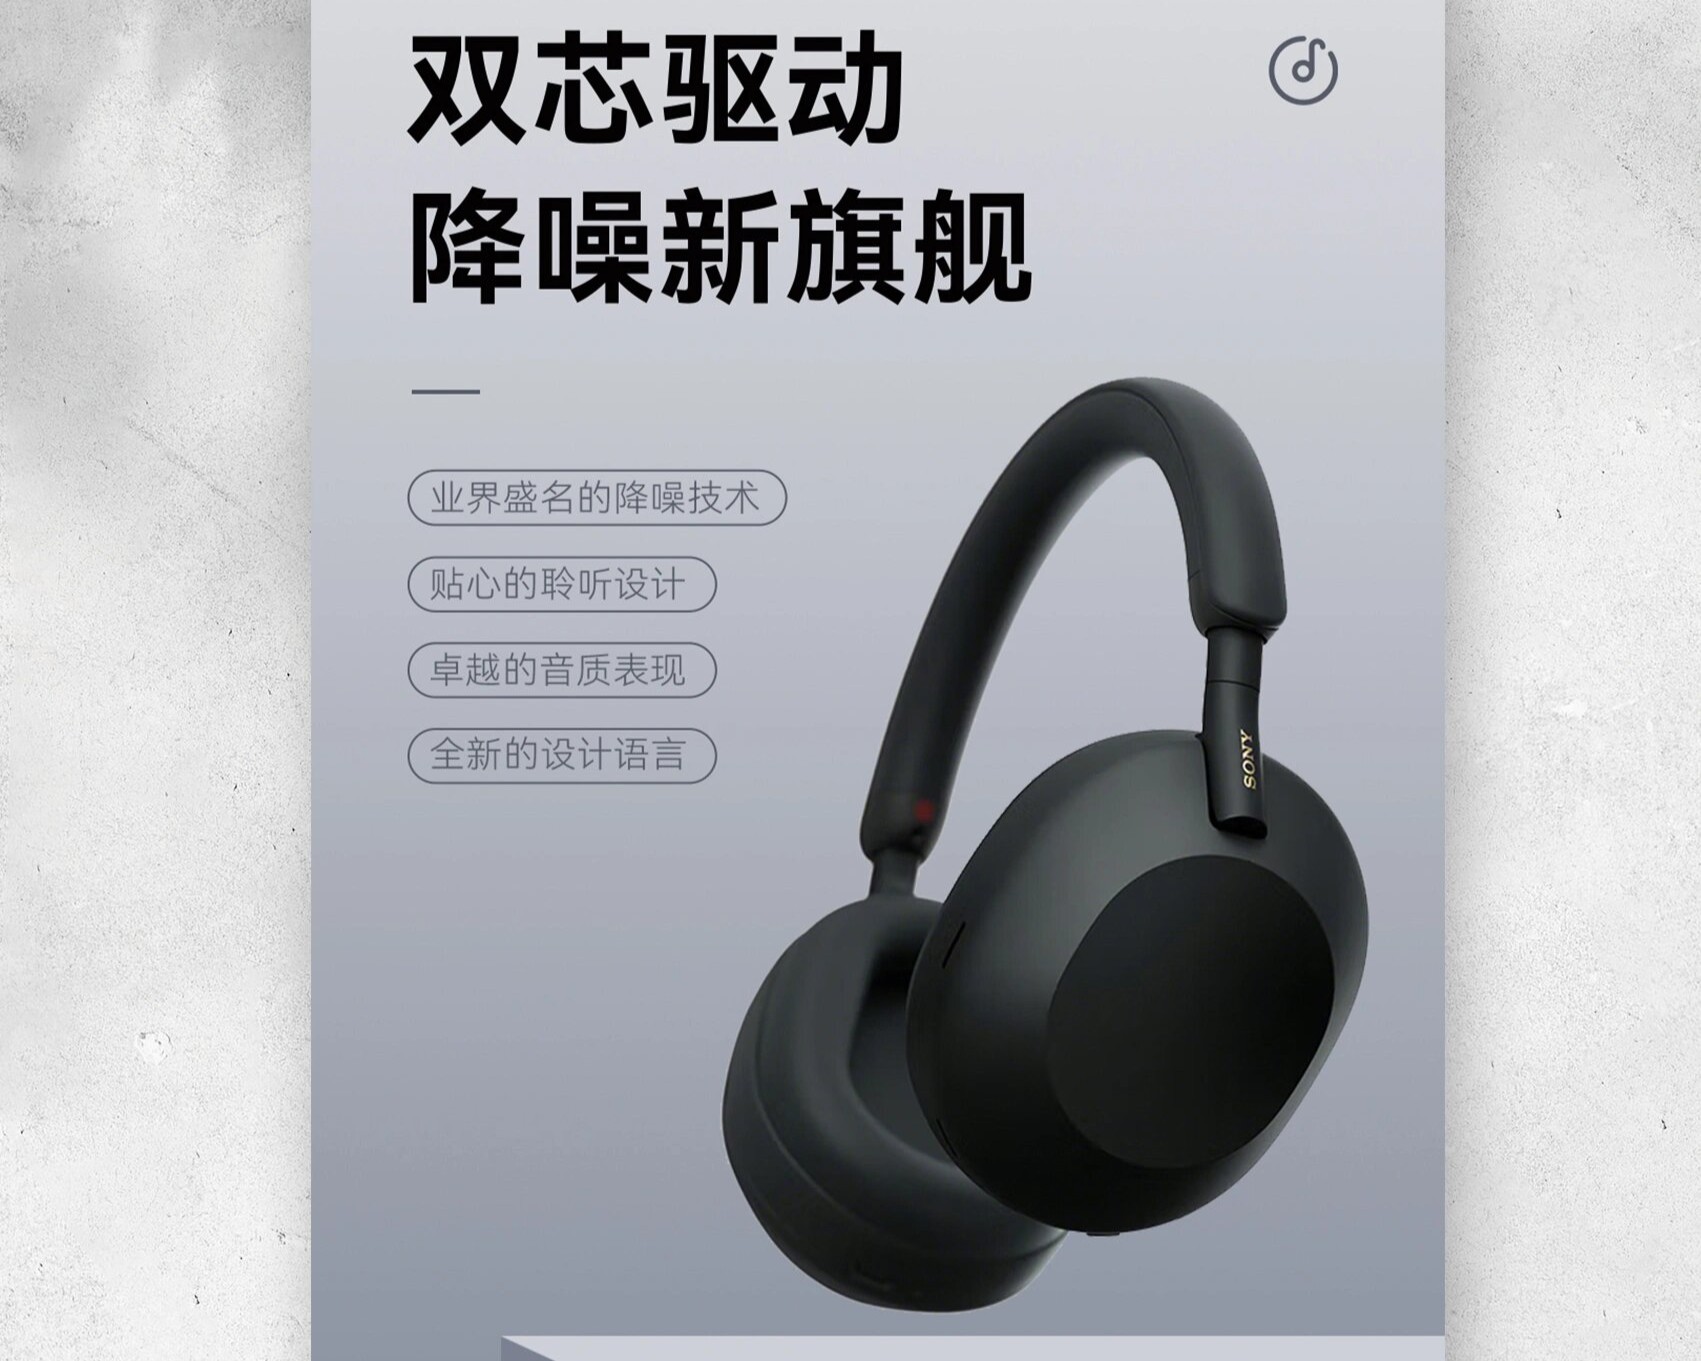 双芯驱动
降噪新旗舰
业界盛名的降噪技术
贴心的聆听设计
卓越的音质表现
全新的设计语言
SONY